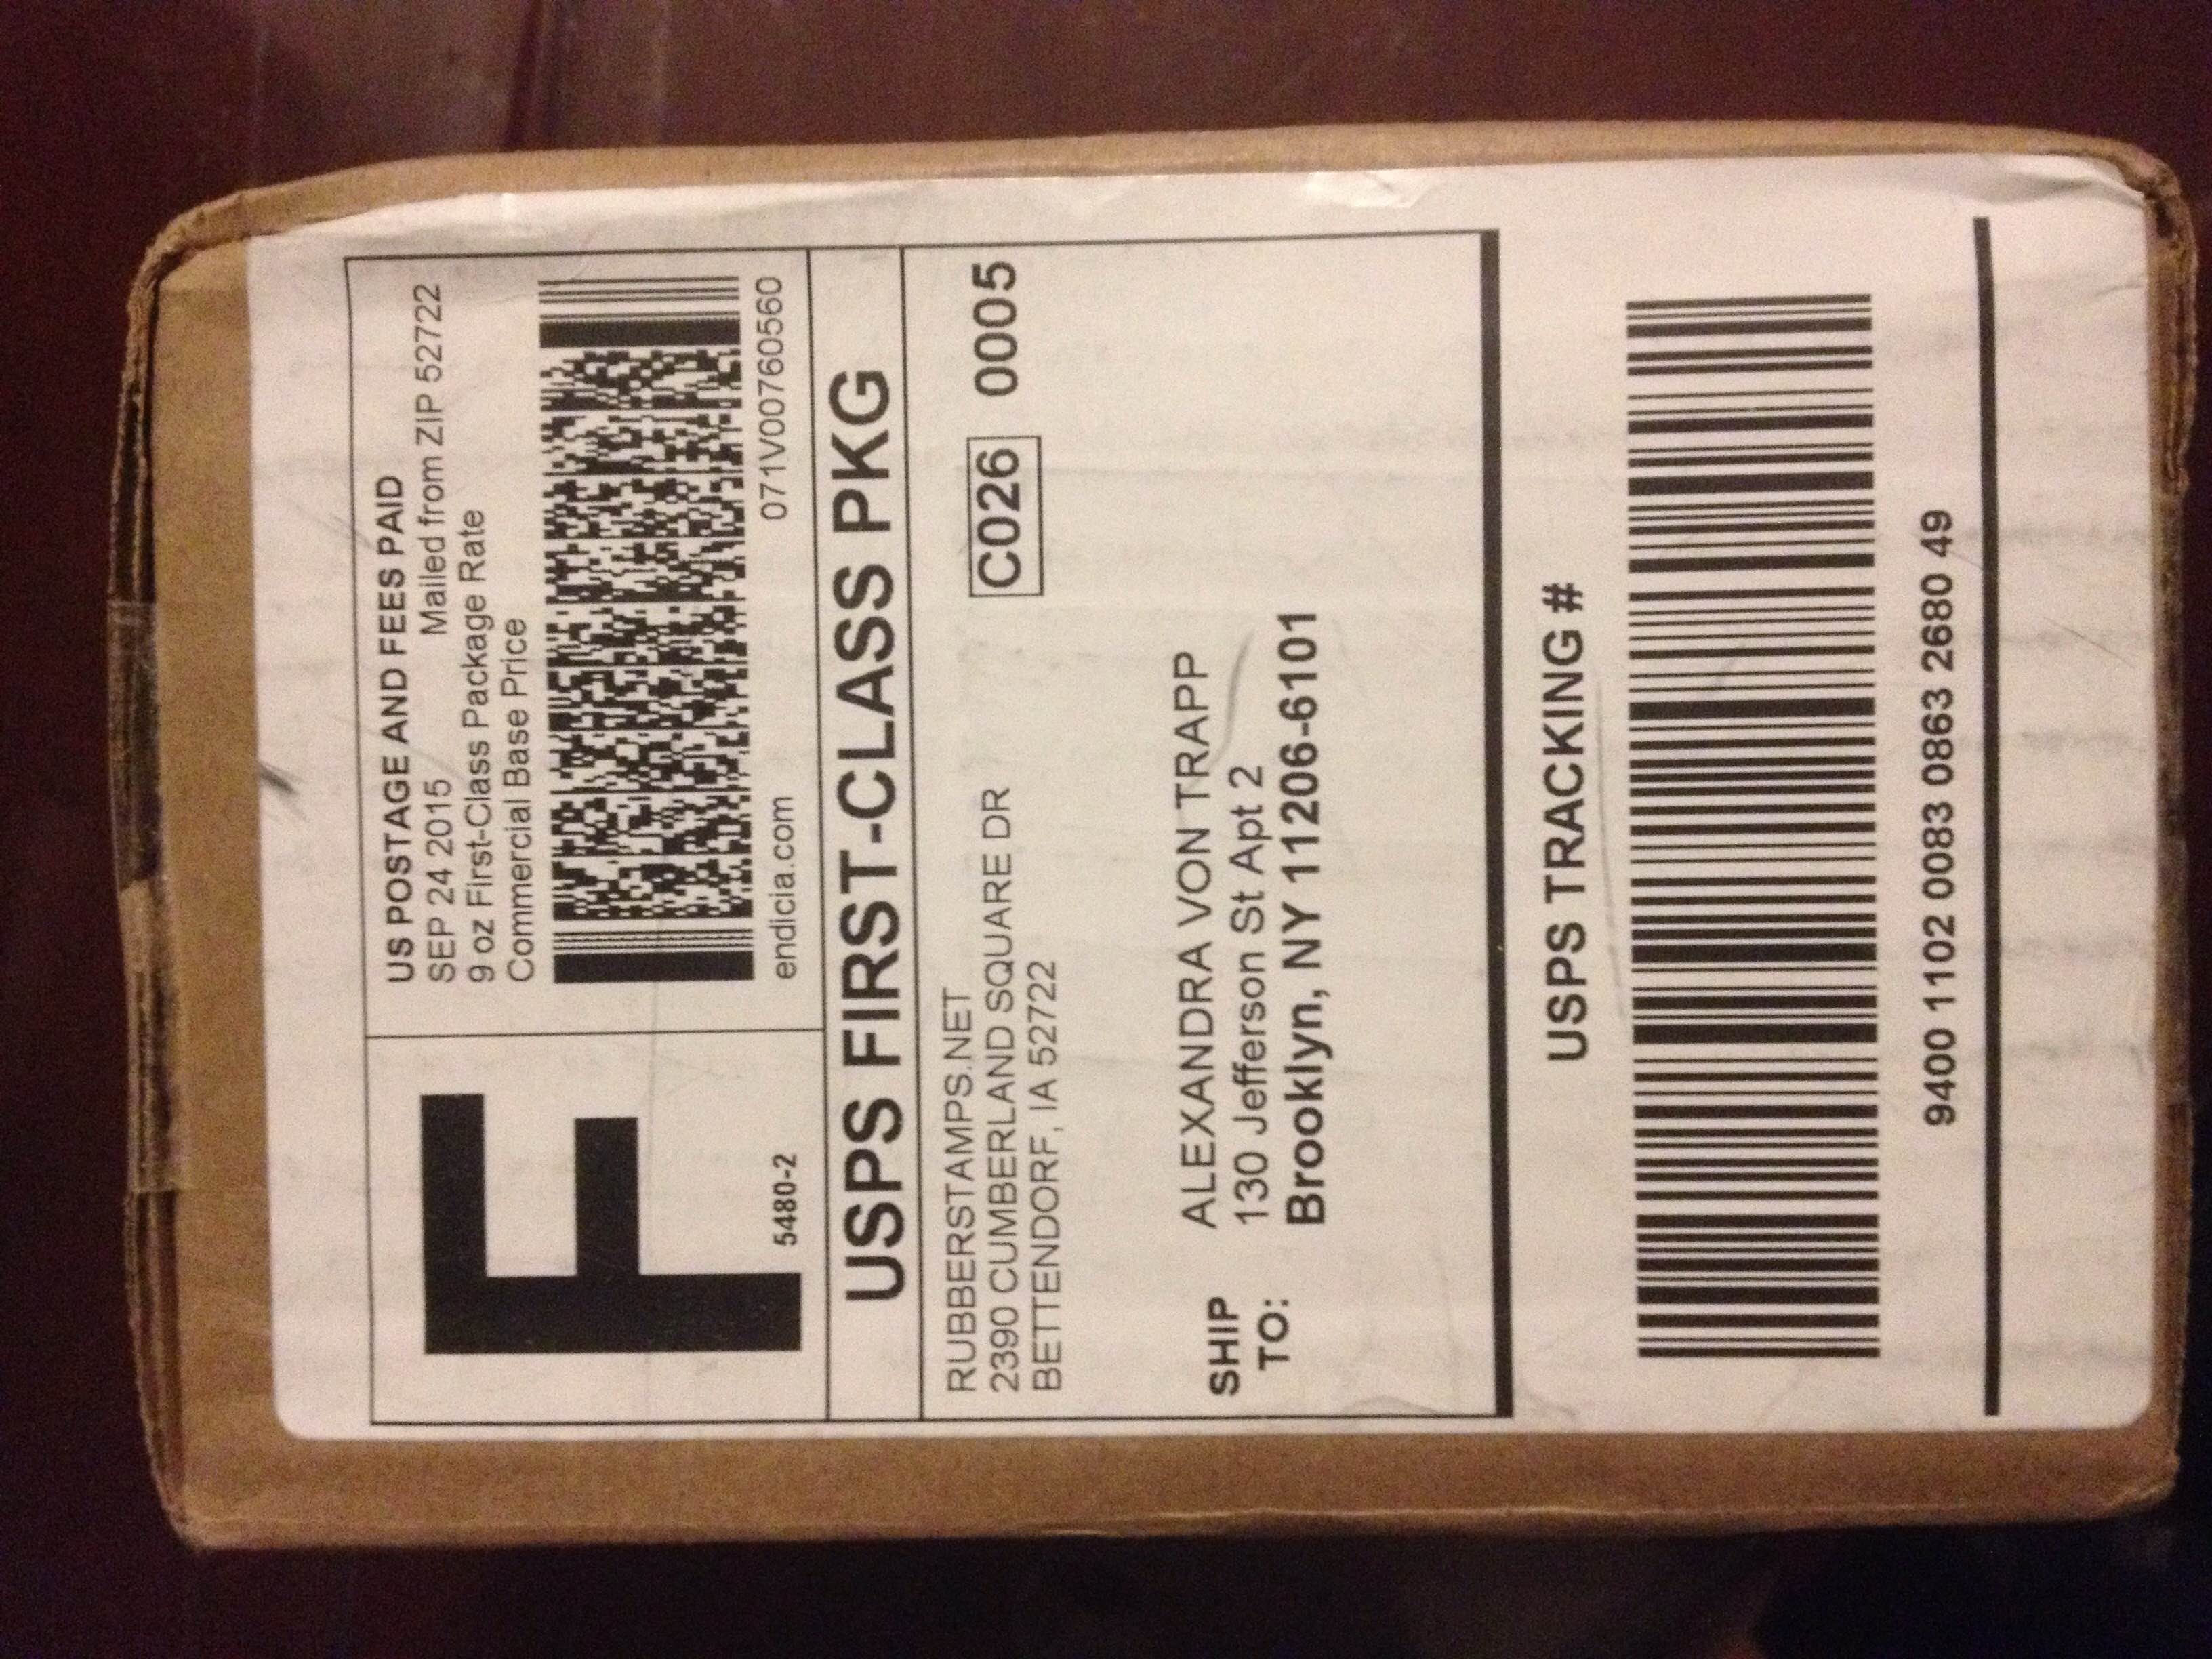 F
5480-2
US POSTAGE AND FEES PAID
SEP 24 2015 Mailed from ZIP 52722
9 oz First-Class Package Rate
Commercial Base Price
endicia.com 071V00760560
USPS FIRST-CLASS PKG
RUBBERSTAMPS.NET
2390 CUMBERLAND SQUARE DR
BETTENDORF, IA 52722
C026 0005
SHIP TO:
ALEXANDRA VON TRAPP
130 Jefferson St Apt 2
Brooklyn, NY 11206-6101
USPS TRACKING #
9400 1102 0083 0863 2680 49